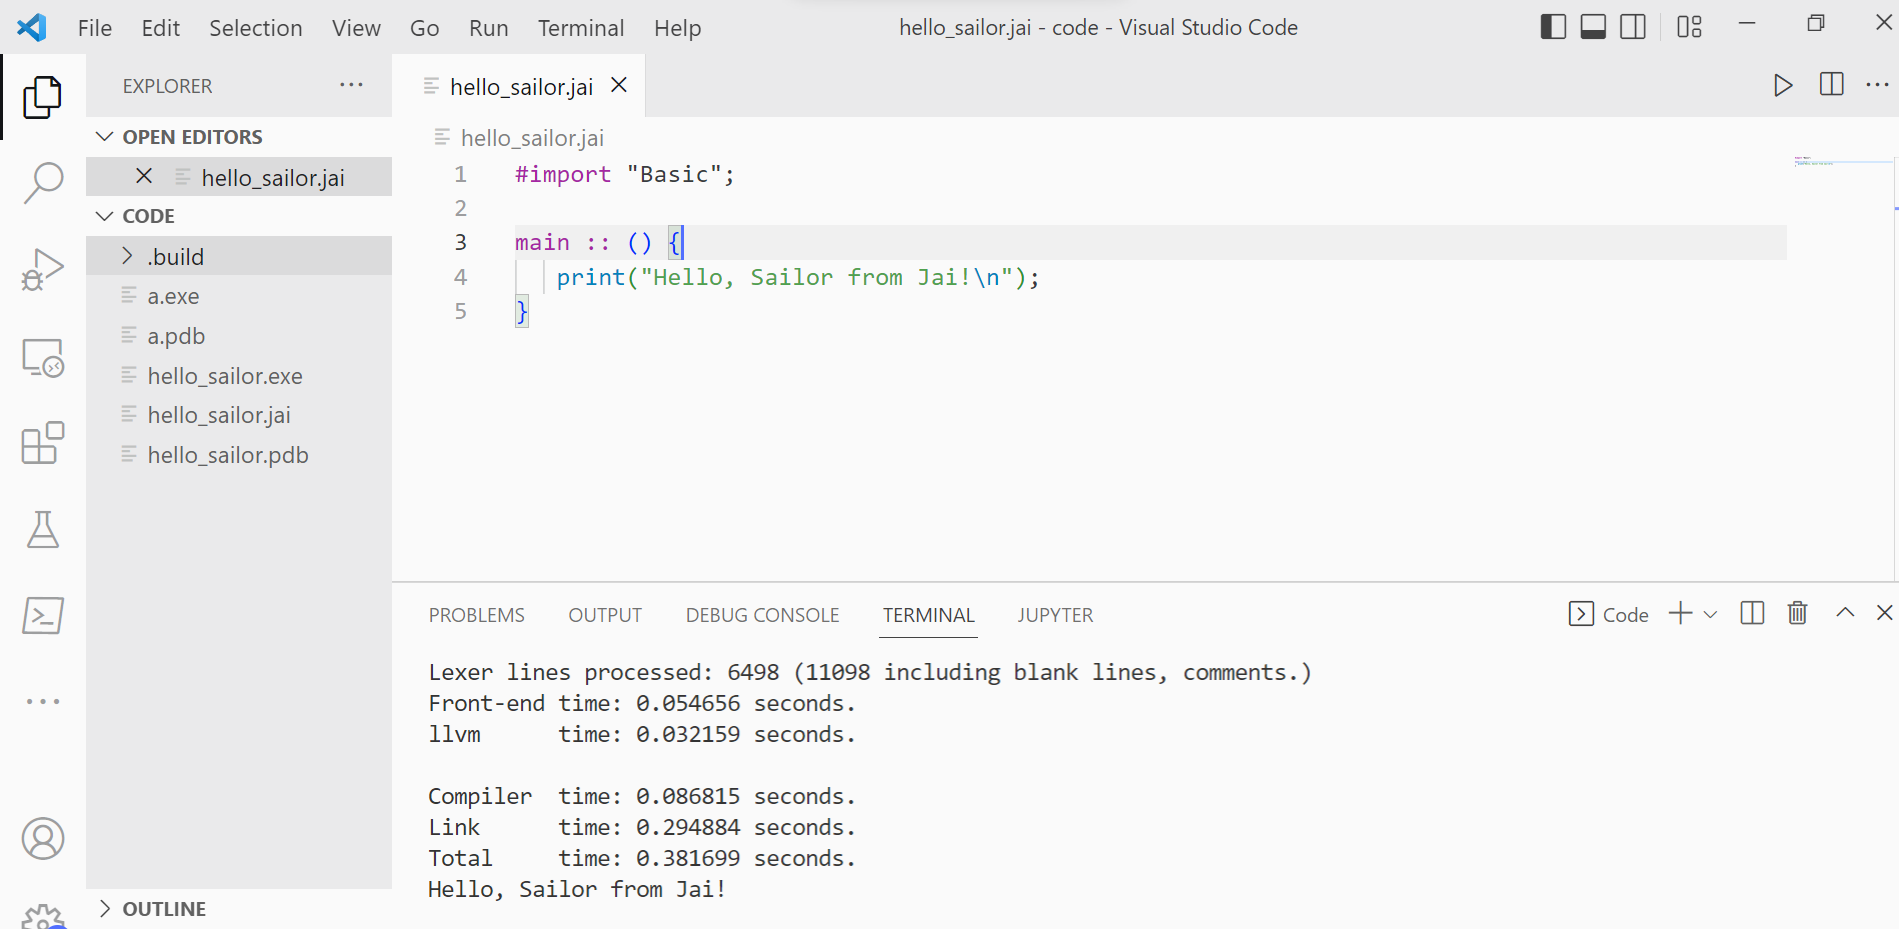 File Edit Selection View Go Run Terminal Help
hello_sailor.jai - code - Visual Studio Code
EXPLORER
OPEN EDITORS
hello_sailor.jai
CODE
.build
a.exe
a.pdb
hello_sailor.exe
hello_sailor.jai
hello_sailor.pdb
OUTLINE
hello_sailor.jai
hello_sailor.jai
1 #import "Basic";
2
3 main :: () {
4 print("Hello, Sailor from Jai!\n");
5 }
PROBLEMS OUTPUT DEBUG CONSOLE TERMINAL JUPYTER
Code
Lexer lines processed: 6498 (11098 including blank lines, comments.)
Front-end time: 0.054656 seconds.
llvm      time: 0.032159 seconds.
Compiler  time: 0.086815 seconds.
Link      time: 0.294884 seconds.
Total     time: 0.381699 seconds.
Hello, Sailor from Jai!